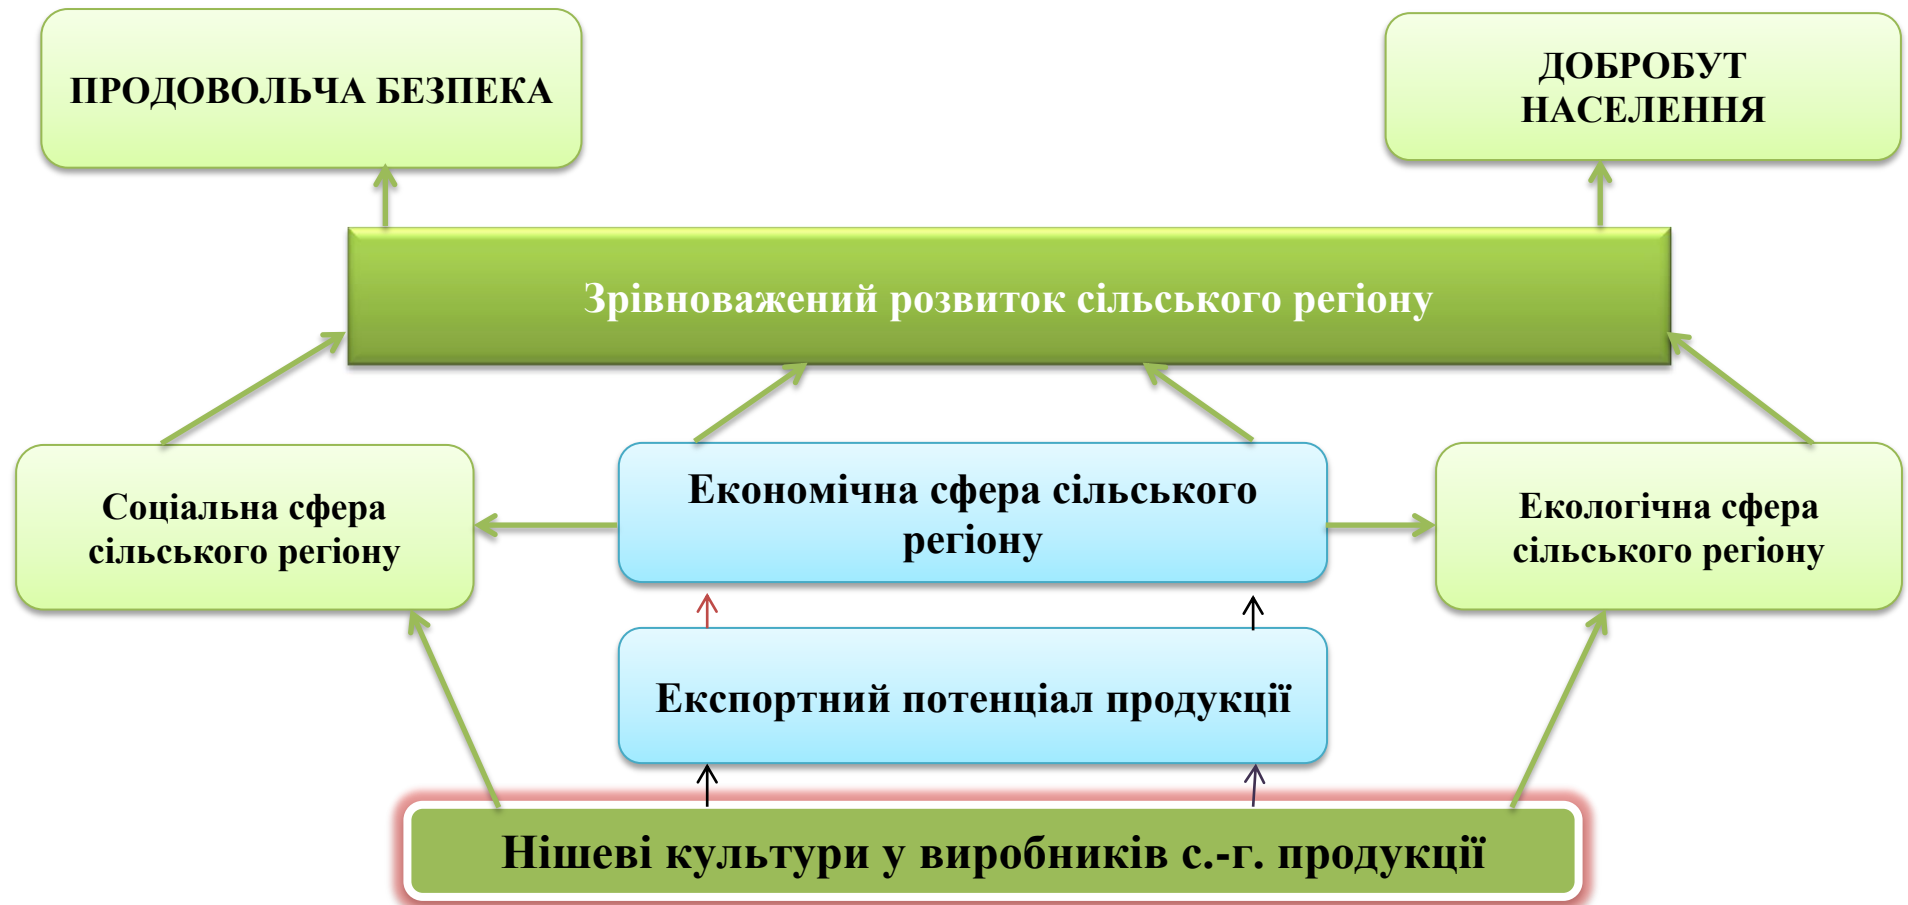 ПРОДОВОЛЬЧА БЕЗПЕКА
ДОБРОБУТ
НАСЕЛЕННЯ
Зрівноважений розвиток сільського регіону
Соціальна сфера
сільського регіону
Економічна сфера сільського
регіону
Екологічна сфера
сільського регіону
Експортний потенціал продукції
Нішеві культури у виробників с.-г. продукції